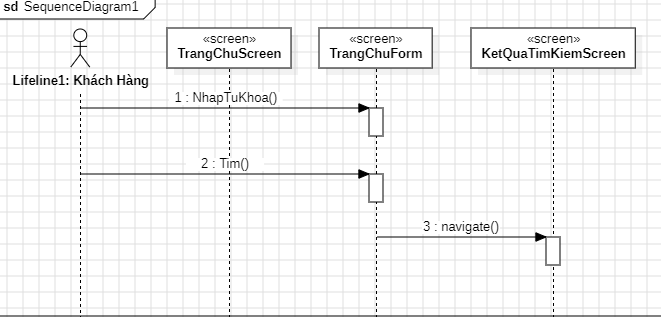 sd SequenceDiagram1
Lifeline1: Khách Hàng
«screen»
TrangChuScreen
«screen»
TrangChuForm
«screen»
KetQuaTimKiemScreen
1 : NhapTuKhoa()
2 : Tim()
3 : navigate()